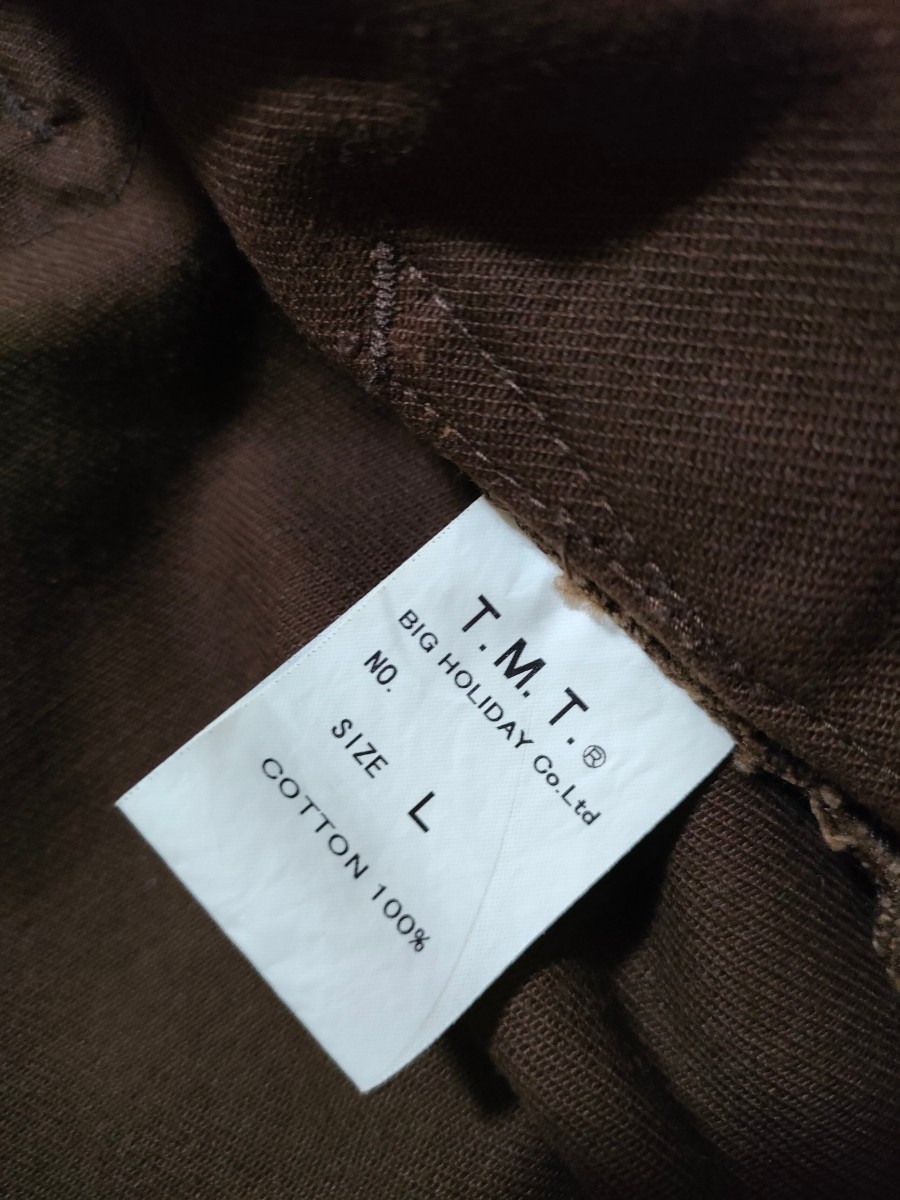 T.M.T.®
BIG HOLIDAY Co.Ltd
NO.
SIZE L
COTTON 100%